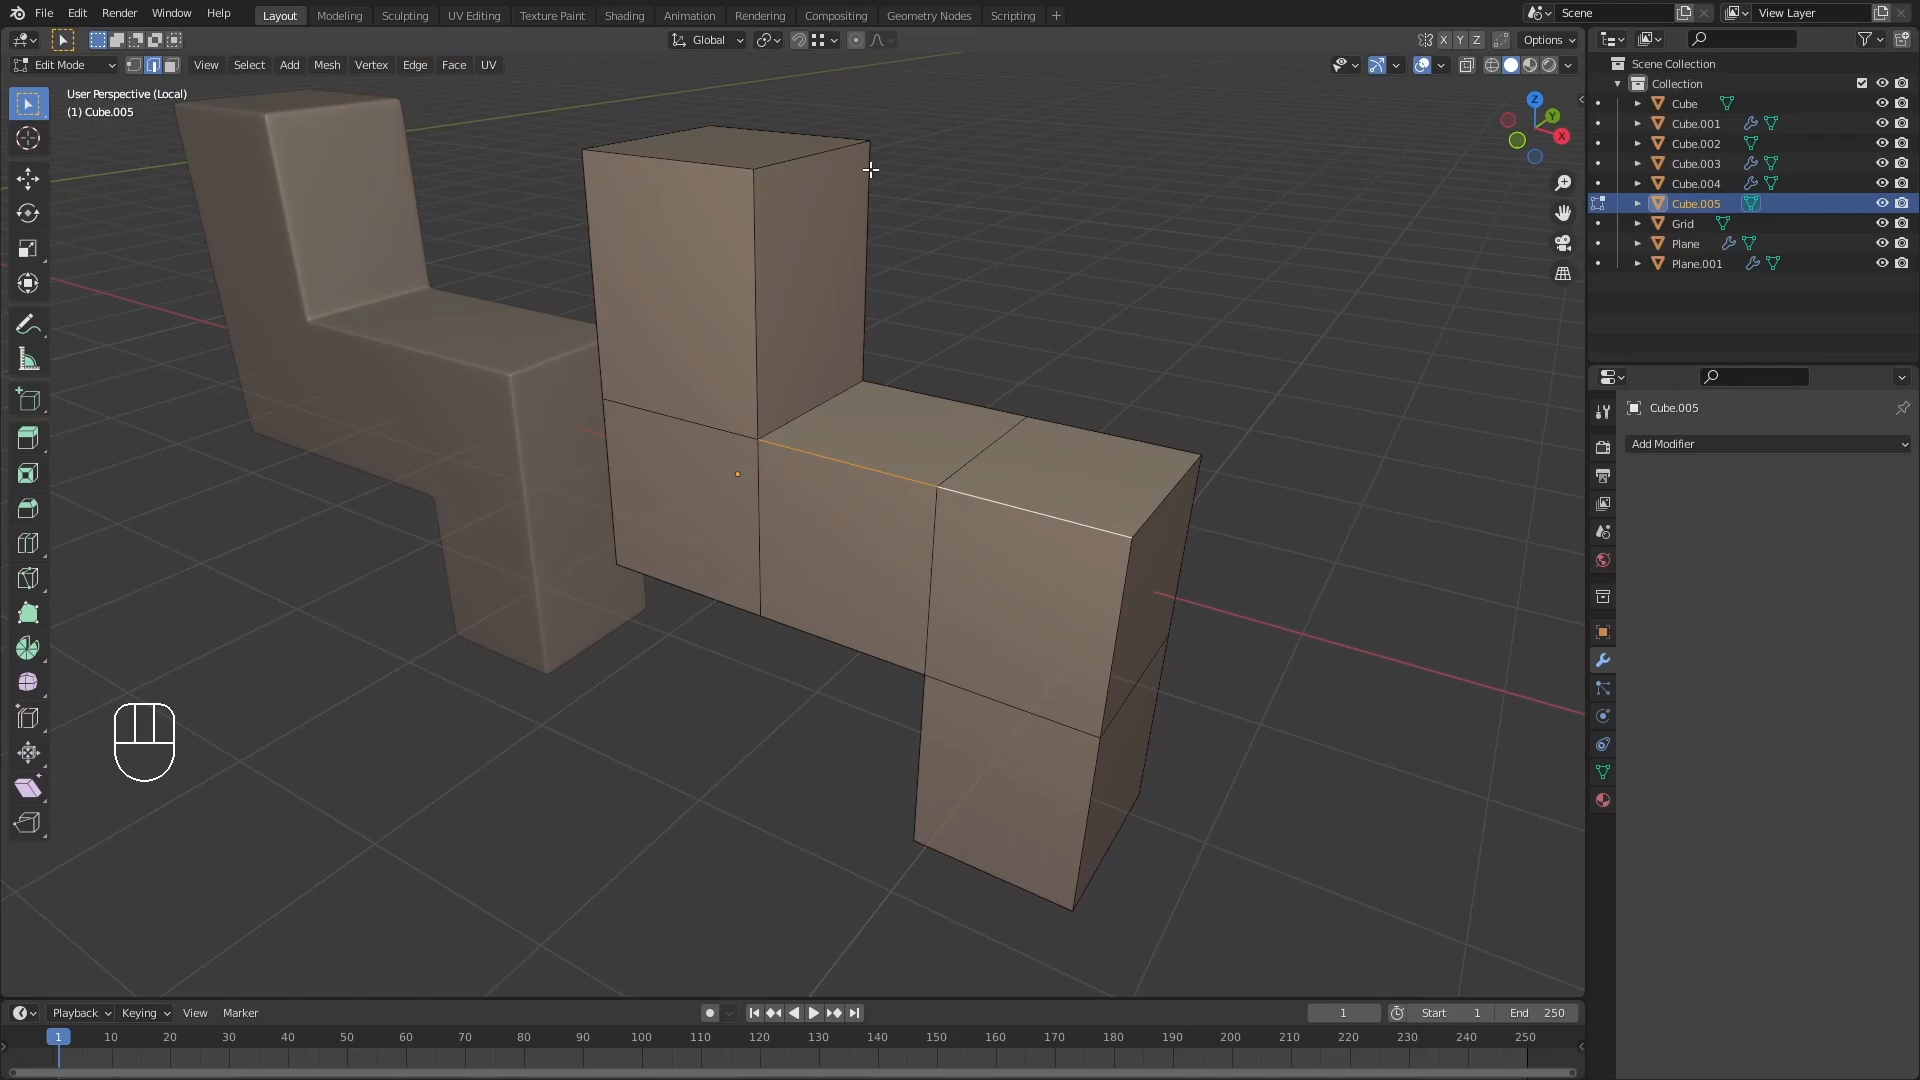 File Edit Render Window Help Layout Modeling Sculpting UV Editing Texture Paint Shading Animation Rendering Compositing Geometry Nodes Scripting + Scene View Layer
Global X Y Z Options
Edit Mode View Select Add Mesh Vertex Edge Face UV
User Perspective (Local)
(1) Cube.005
Z
Y
X
Scene Collection
Collection
Cube
Cube.001
Cube.002
Cube.003
Cube.004
Cube.005
Grid
Plane
Plane.001
Cube.005
Add Modifier
Playback Keying View Marker 1 Start 1 End 250
1 10 20 30 40 50 60 70 80 90 100 110 120 130 140 150 160 170 180 190 200 210 220 230 240 250